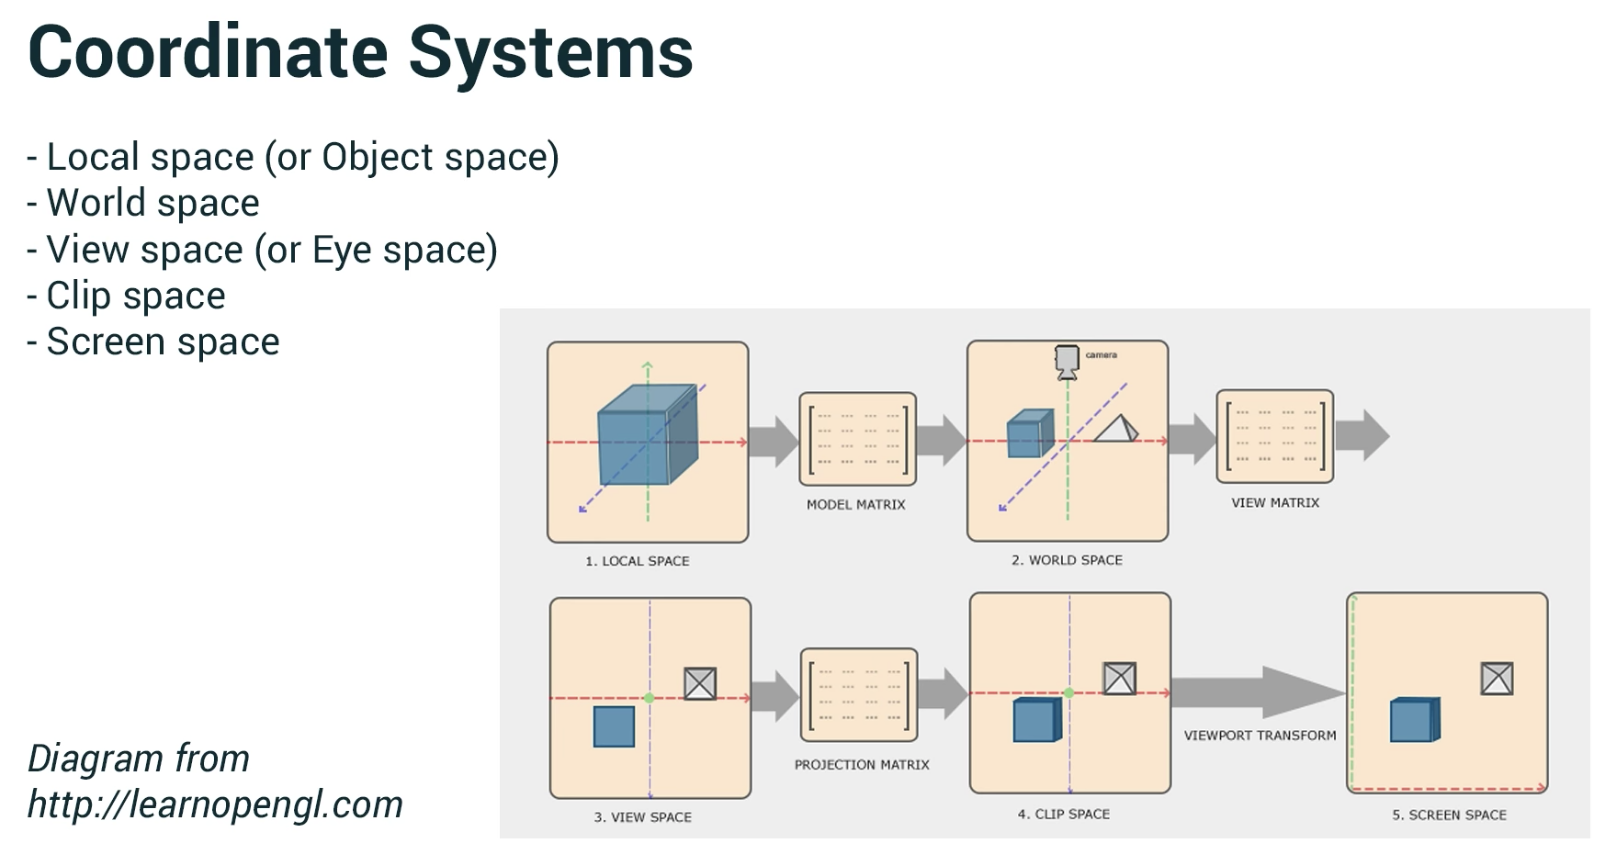 Coordinate Systems
- Local space (or Object space)
- World space
- View space (or Eye space)
- Clip space
- Screen space
camera
MODEL MATRIX
VIEW MATRIX
1. LOCAL SPACE
2. WORLD SPACE
VIEWPORT TRANSFORM
PROJECTION MATRIX
3. VIEW SPACE
4. CLIP SPACE
5. SCREEN SPACE
Diagram from
http://learnopengl.com